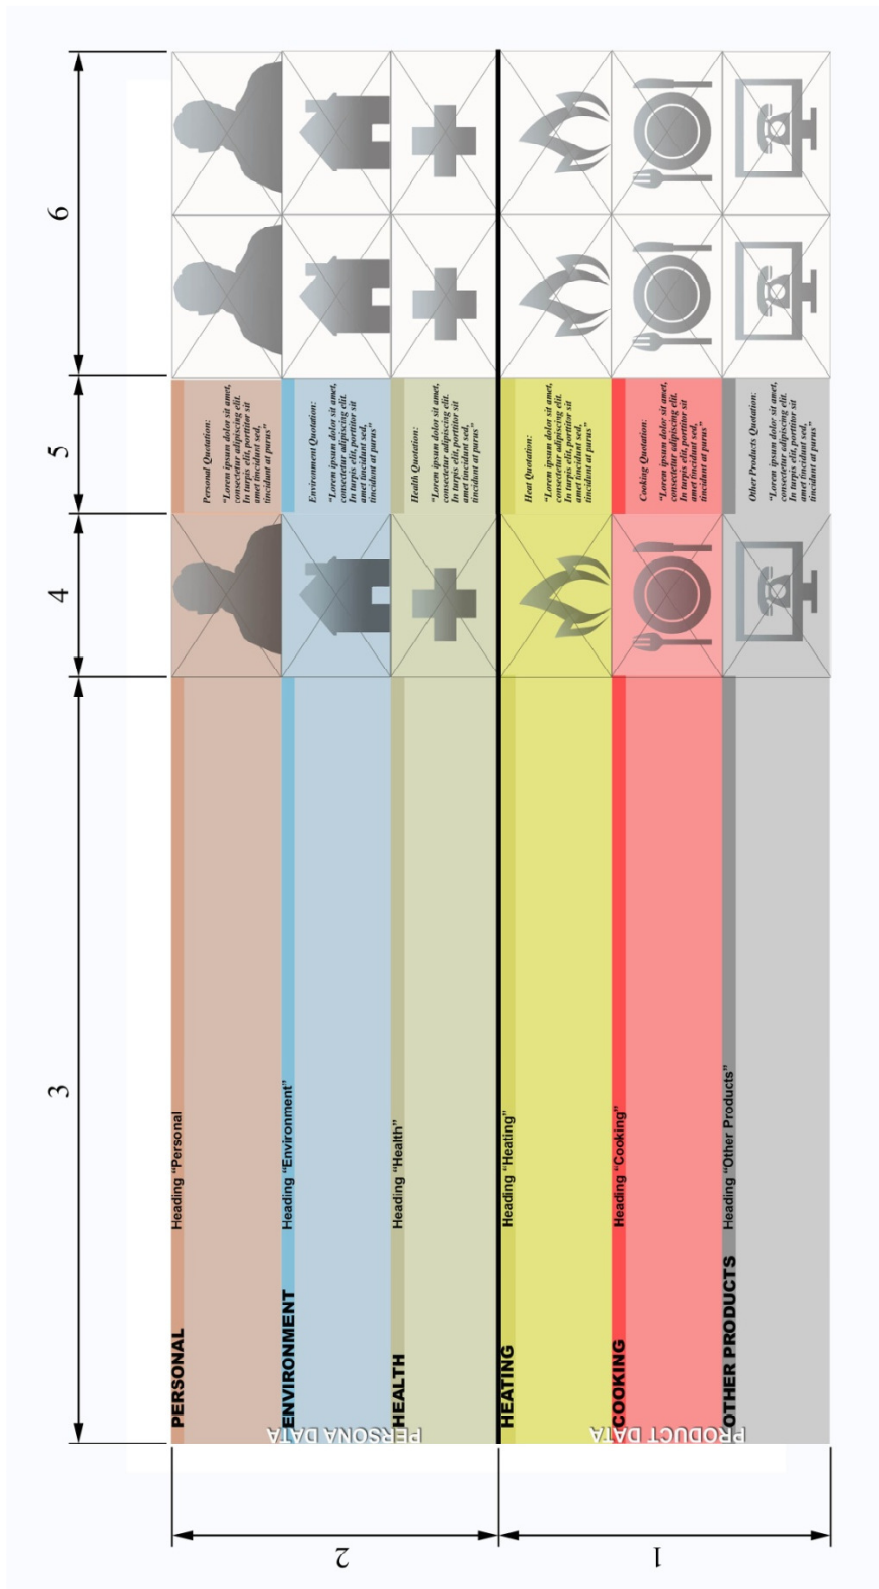 3
4
5
6
2
PERSONA DATA
PERSONAL
Heading “Personal
Personal Quotation:
“Lorem ipsum dolor sit amet,
consectetur adipiscing elit.
In turpis elit, porttitor sit
amet tincidunt sed,
tincidunt at purus”
ENVIRONMENT
Heading “Environment”
Environment Quotation:
“Lorem ipsum dolor sit amet,
consectetur adipiscing elit.
In turpis elit, porttitor sit
amet tincidunt sed,
tincidunt at purus”
HEALTH
Heading “Health”
Health Quotation:
“Lorem ipsum dolor sit amet,
consectetur adipiscing elit.
In turpis elit, porttitor sit
amet tincidunt sed,
tincidunt at purus”
1
PRODUCT DATA
HEATING
Heading “Heating”
Heat Quotation:
“Lorem ipsum dolor sit amet,
consectetur adipiscing elit.
In turpis elit, porttitor sit
amet tincidunt sed,
tincidunt at purus”
COOKING
Heading “Cooking”
Cooking Quotation:
“Lorem ipsum dolor sit amet,
consectetur adipiscing elit.
In turpis elit, porttitor sit
amet tincidunt sed,
tincidunt at purus”
OTHER PRODUCTS
Heading “Other Products”
Other Products Quotation:
“Lorem ipsum dolor sit amet,
consectetur adipiscing elit.
In turpis elit, porttitor sit
amet tincidunt sed,
tincidunt at purus”